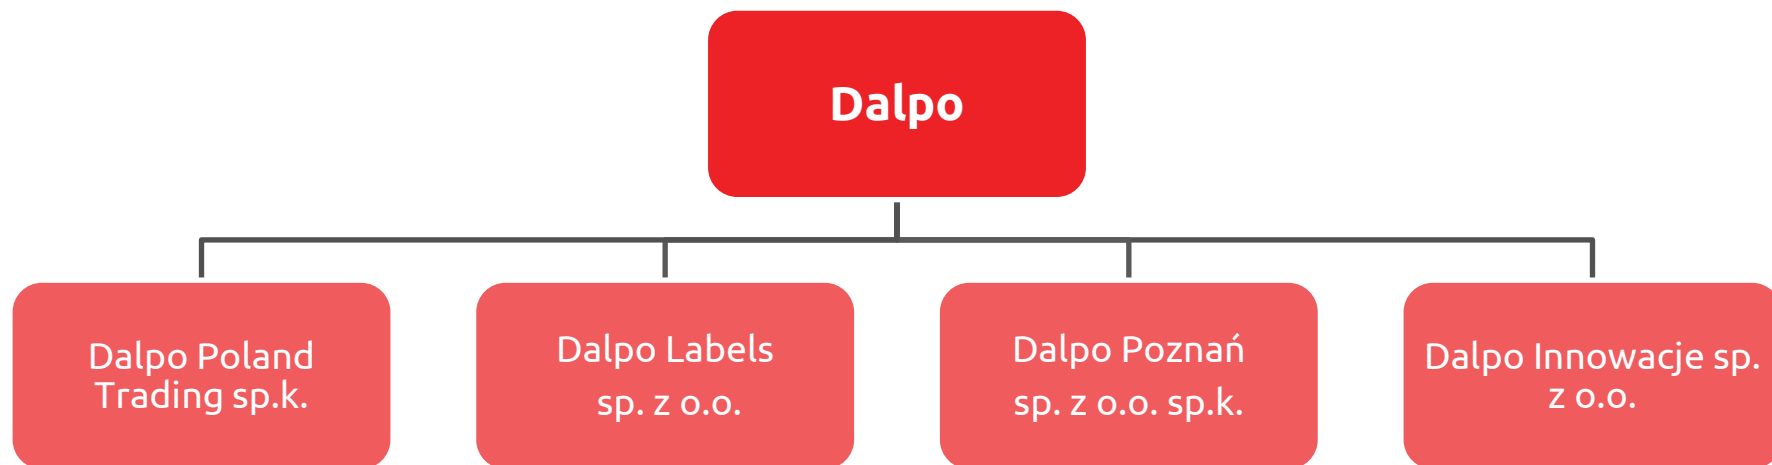 Dalpo
Dalpo Poland
Trading sp.k.
Dalpo Labels
sp. z o.o.
Dalpo Poznań
sp. z o.o. sp.k.
Dalpo Innowacje sp.
z o.o.